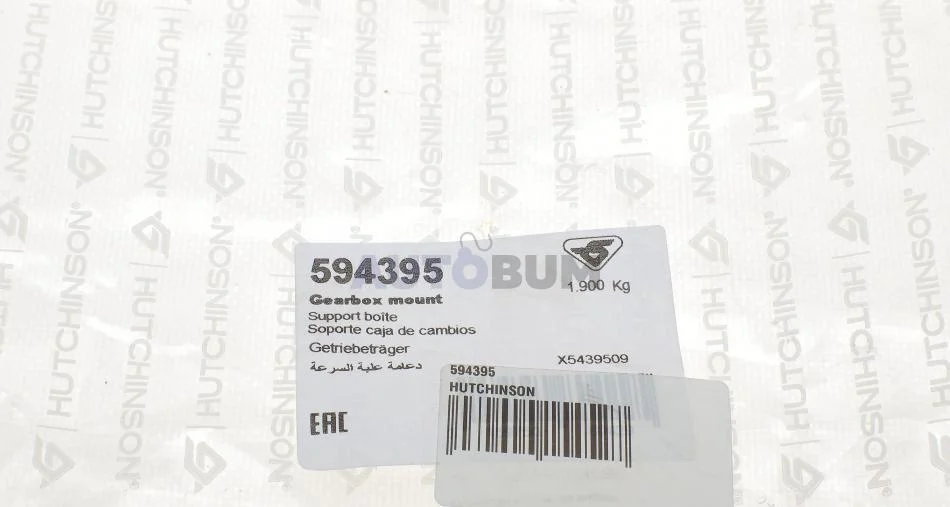 594395
Gearbox mount
Support boîte
Soporte caja de cambios
Getriebeträger
دعامة علبة السرعة
1.900 Kg
X5439509
EAC
594395
HUTCHINSON
AUTOBUM
HUTCHINSON®